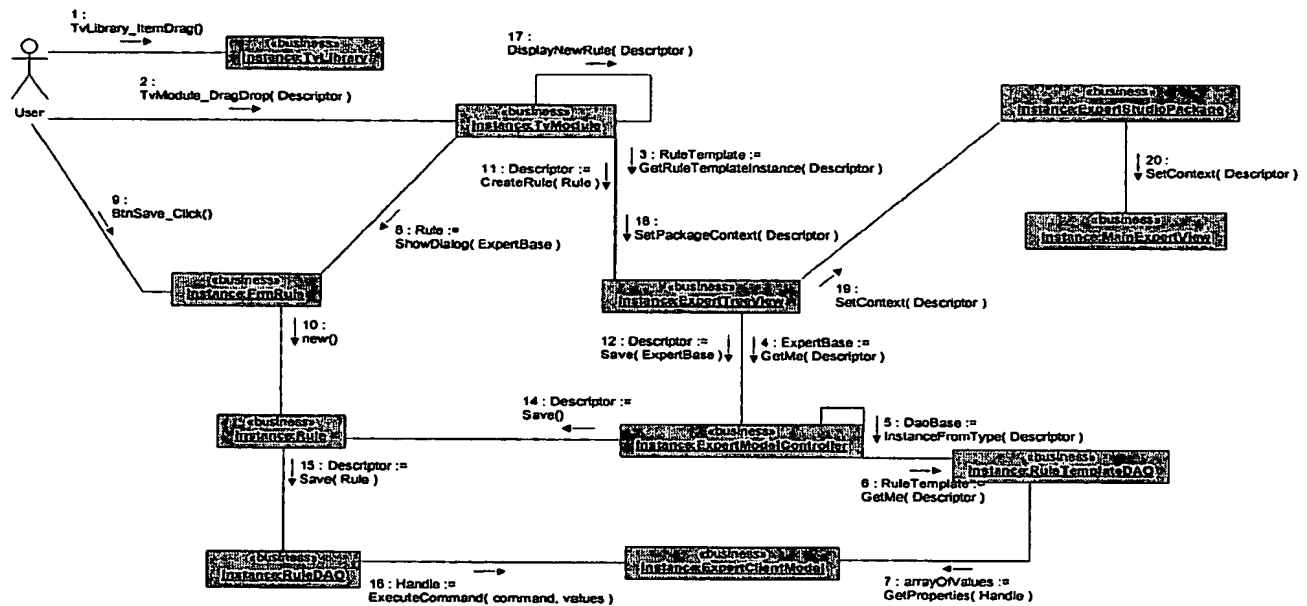 1 :
TvLibrary_ItemDrag()
«business»
Instance:TvLibrary
17 :
DisplayNewRule( Descriptor )
2 :
TvModule_DragDrop( Descriptor )
User
«business»
Instance:TvModule
«business»
Instance:ExpertStudioPackage
11 : Descriptor :=
CreateRule( Rule )
3 : RuleTemplate :=
GetRuleTemplateInstance( Descriptor )
20 :
SetContext( Descriptor )
9 :
BtnSave_Click()
8 : Rule :=
ShowDialog( ExpertBase )
18 :
SetPackageContext( Descriptor )
«business»
Instance:MainExpertView
«business»
Instance:FrmRule
«business»
Instance:ExpertTreeView
19 :
SetContext( Descriptor )
10 :
new()
12 : Descriptor :=
Save( ExpertBase )
4 : ExpertBase :=
GetMe( Descriptor )
14 : Descriptor :=
Save()
«business»
Instance:Rule
«business»
Instance:ExpertModelController
5 : DaoBase :=
InstanceFromType( Descriptor )
15 : Descriptor :=
Save( Rule )
«business»
Instance:RuleTemplateDAO
6 : RuleTemplate :=
GetMe( Descriptor )
«business»
Instance:RuleDAO
«business»
Instance:ExpertClientModel
16 : Handle :=
ExecuteCommand( command, values )
7 : arrayOfValues :=
GetProperties( Handle )